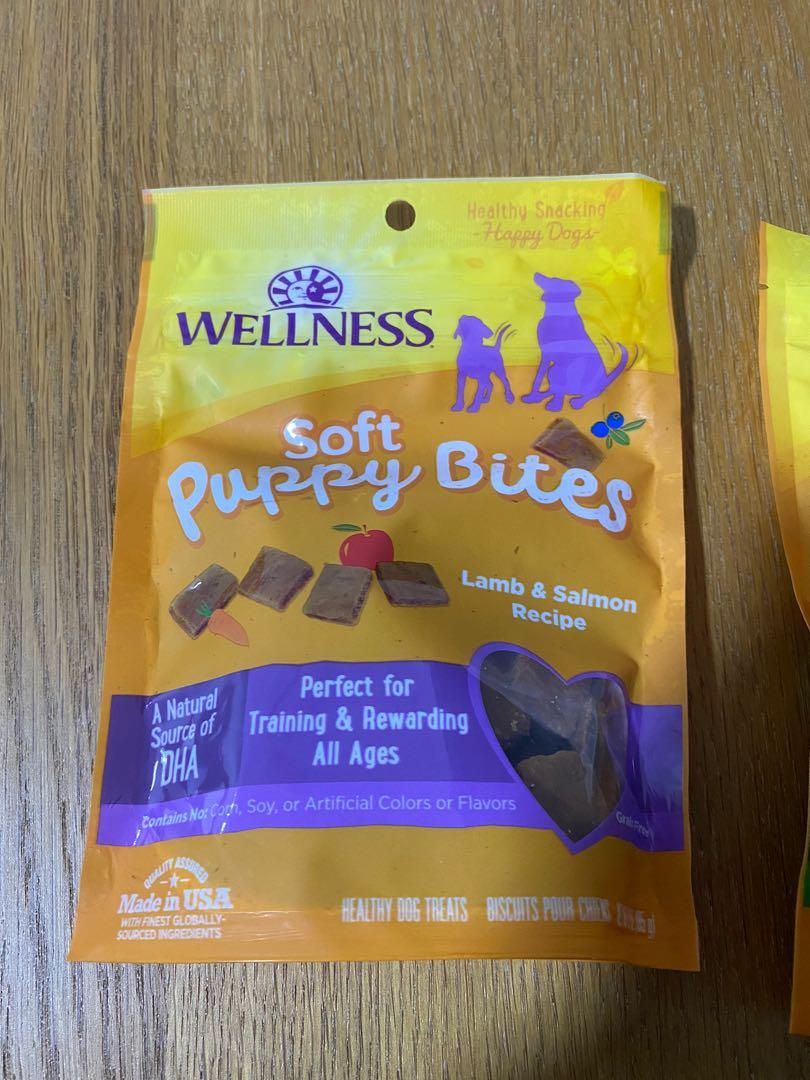 Healthy Snacking
-Happy Dogs-
WELLNESS
Soft
Puppy Bites
Lamb & Salmon
Recipe
A Natural
Source of
DHA
Perfect for
Training & Rewarding
All Ages
Contains No: Corn, Soy, or Artificial Colors or Flavors
Grain Free
QUALITY ASSURED
Made in USA
WITH FINEST GLOBALLY-
SOURCED INGREDIENTS
HEALTHY DOG TREATS BISCUITS POUR CHIENS